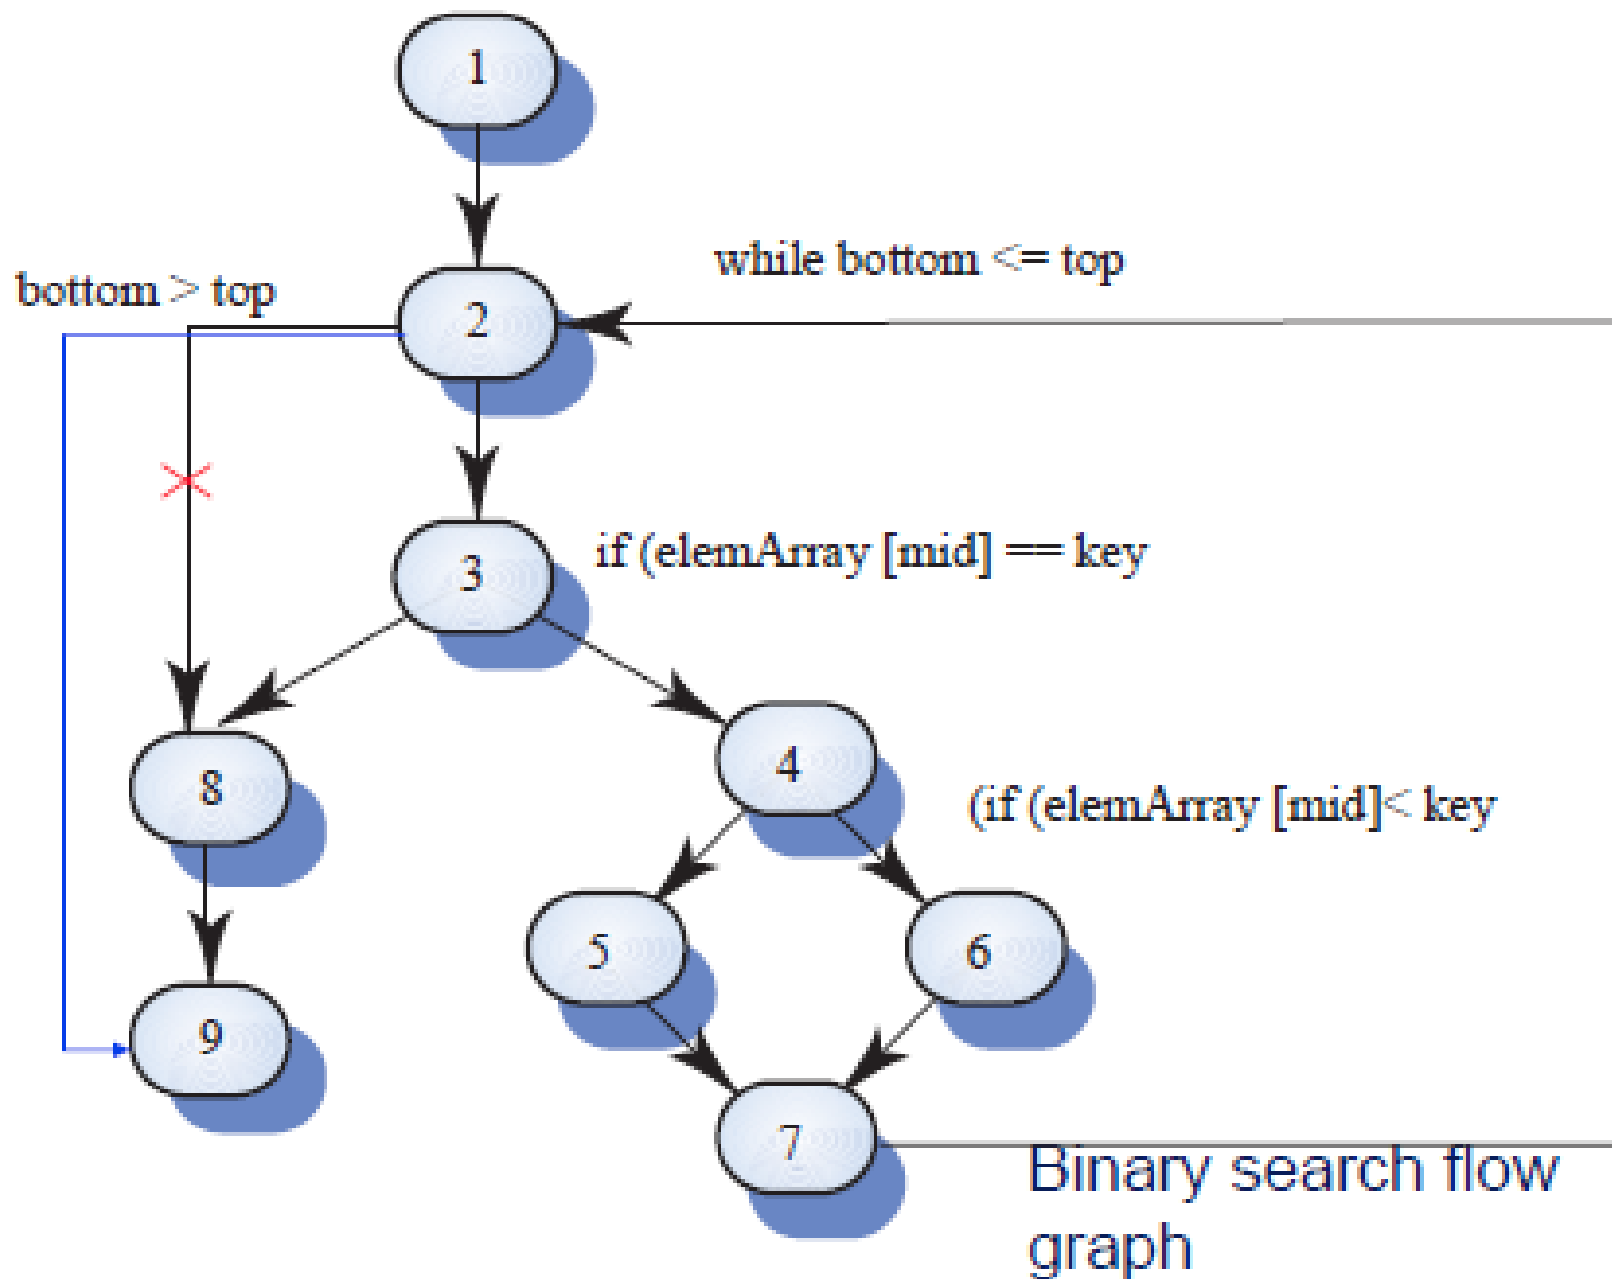 1
while bottom <= top
bottom > top
2
if (elemArray [mid] == key
3
4
8
(if (elemArray [mid]< key
5
6
9
7
Binary search flow
graph